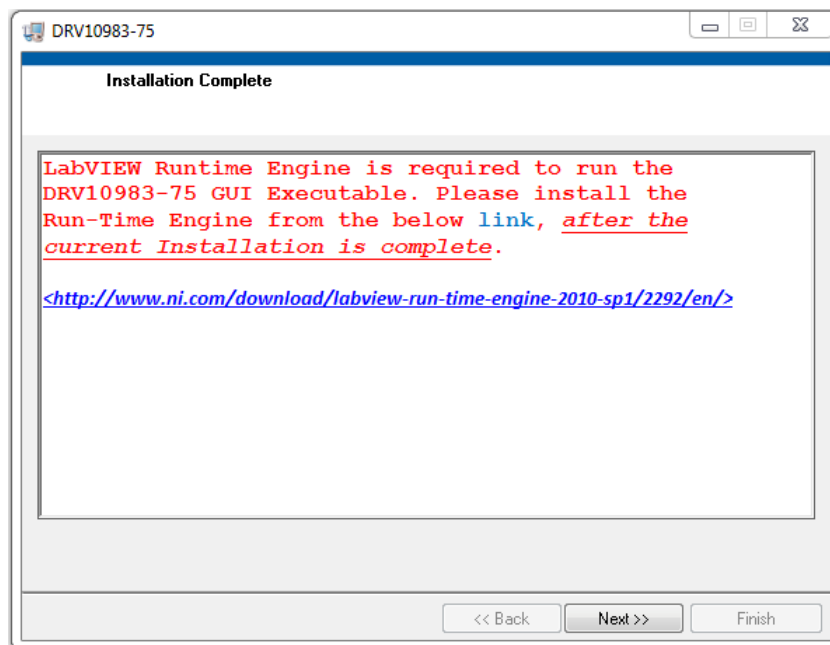 DRV10983-75
Installation Complete
LabVIEW Runtime Engine is required to run the
DRV10983-75 GUI Executable. Please install the
Run-Time Engine from the below link, after the
current Installation is complete.
<http://www.ni.com/download/labview-run-time-engine-2010-sp1/2292/en/>
<< Back Next >> Finish